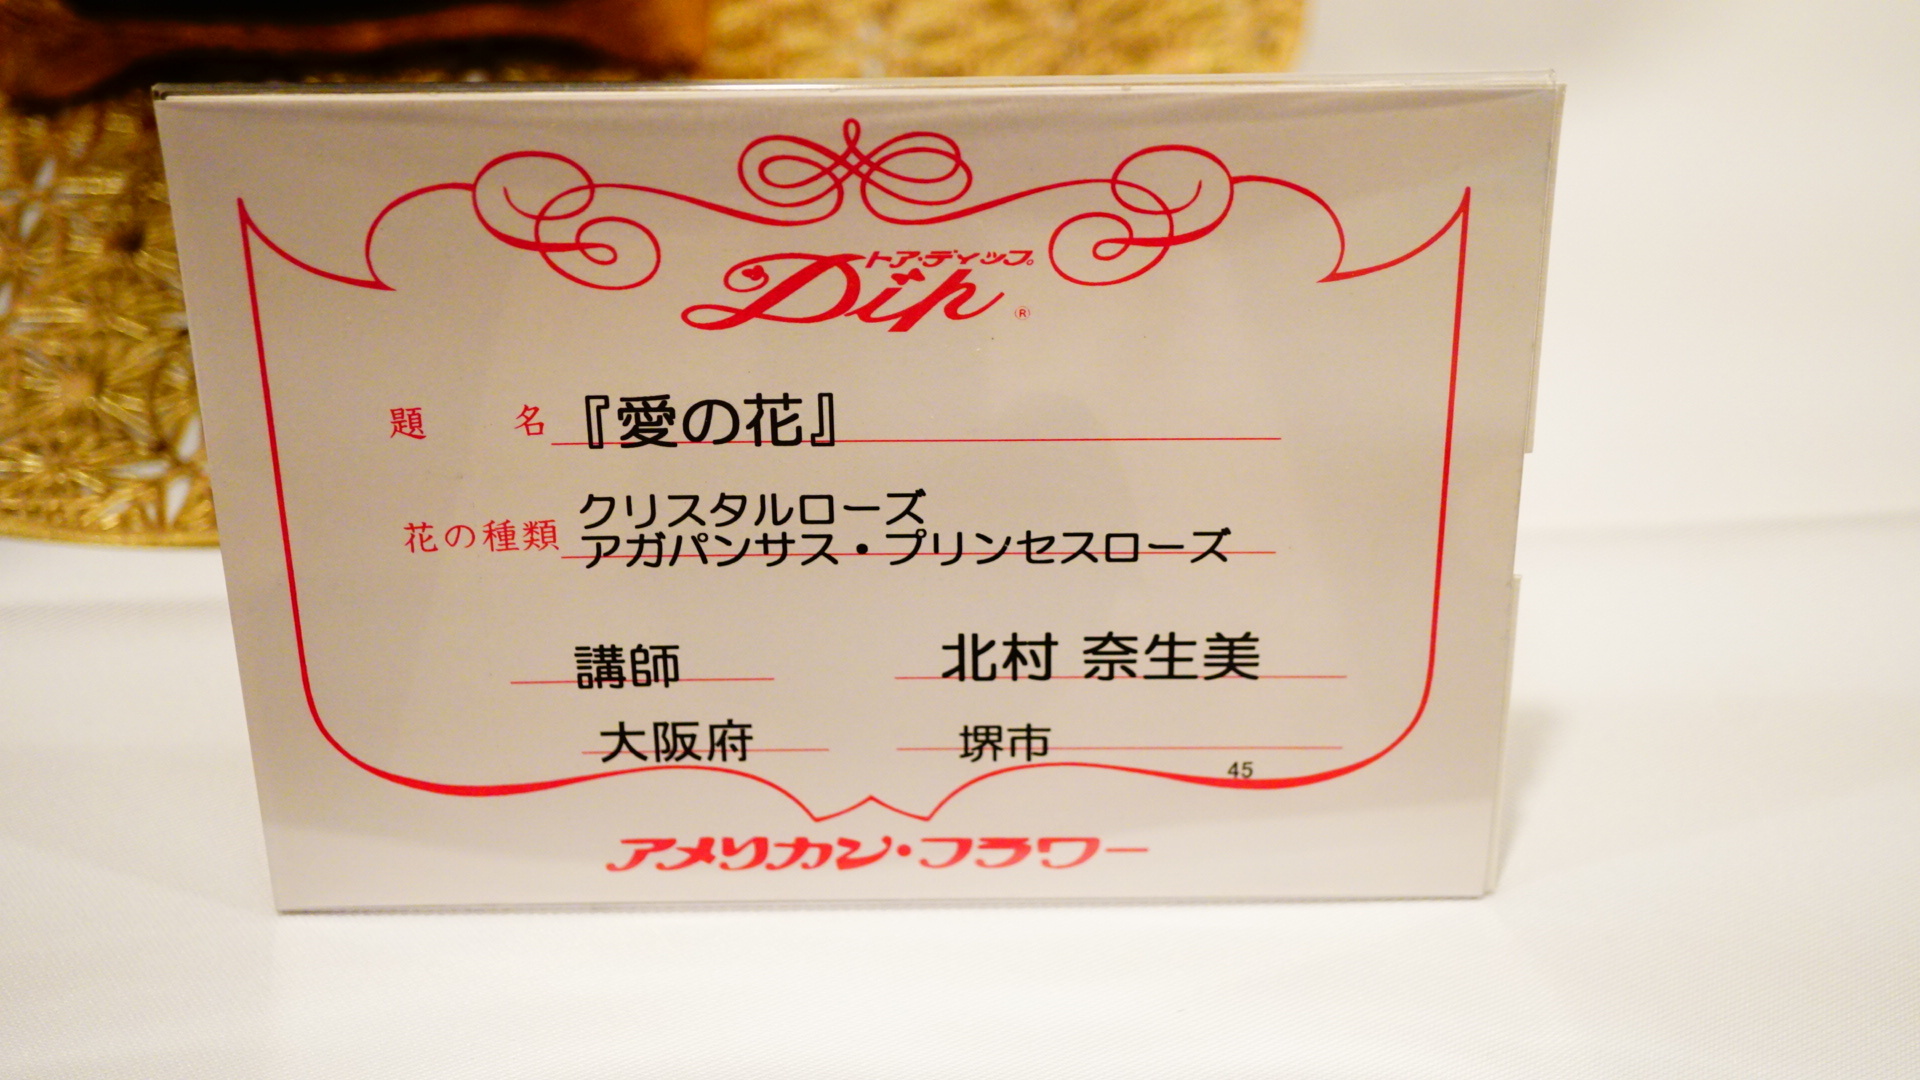 トア・ディップ®
Dip
題名 『愛の花』
花の種類 クリスタルローズ
アガパンサス・プリンセスローズ
講師 北村 奈生美
大阪府 堺市
45
アメリカン・フラワー